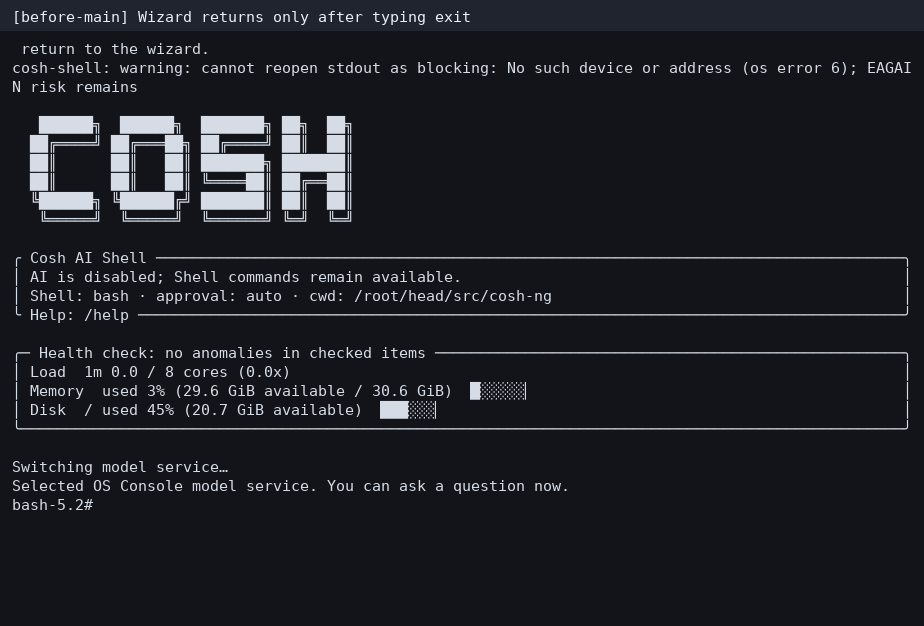 [before-main] Wizard returns only after typing exit
return to the wizard.
cosh-shell: warning: cannot reopen stdout as blocking: No such device or address (os error 6); EAGAI
N risk remains
COSH
Cosh AI Shell
AI is disabled; Shell commands remain available.
Shell: bash · approval: auto · cwd: /root/head/src/cosh-ng
Help: /help
Health check: no anomalies in checked items
Load  1m 0.0 / 8 cores (0.0x)
Memory  used 3% (29.6 GiB available / 30.6 GiB)
Disk  / used 45% (20.7 GiB available)
Switching model service…
Selected OS Console model service. You can ask a question now.
bash-5.2#